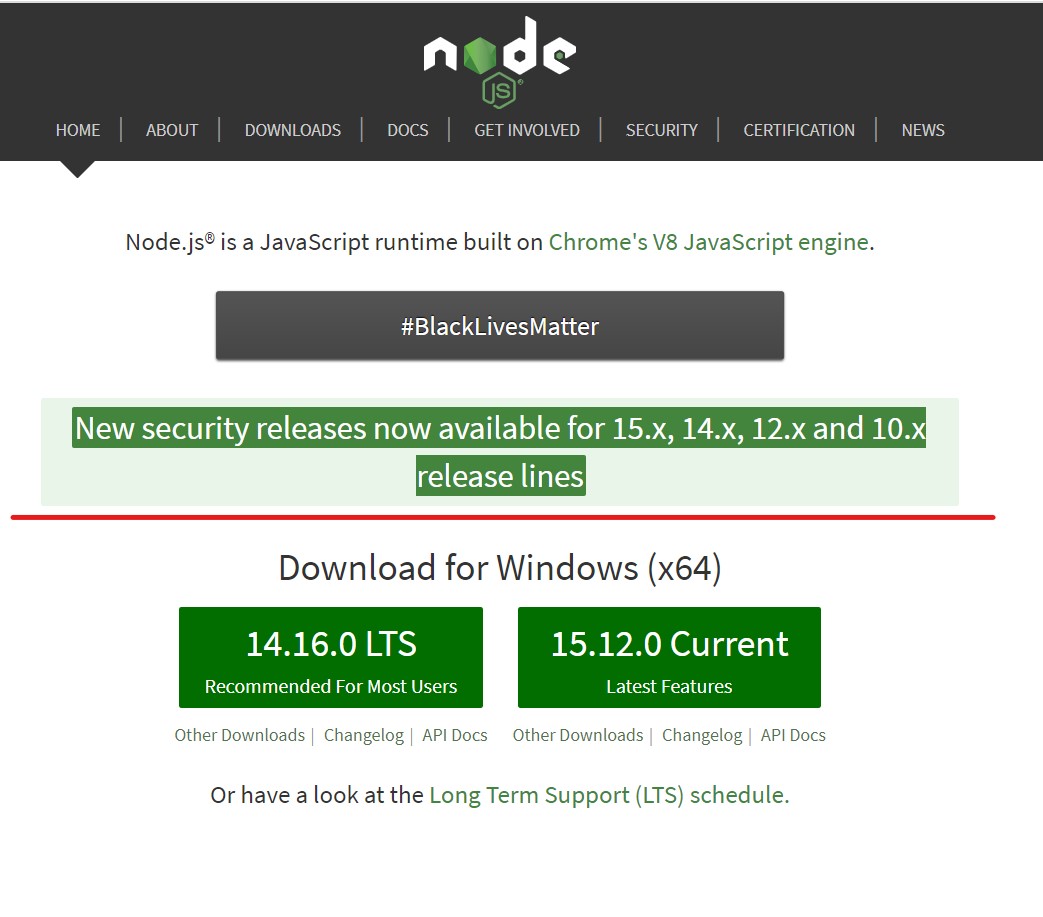 node
JS®
HOME | ABOUT | DOWNLOADS | DOCS | GET INVOLVED | SECURITY | CERTIFICATION | NEWS
Node.js® is a JavaScript runtime built on Chrome's V8 JavaScript engine.
#BlackLivesMatter
New security releases now available for 15.x, 14.x, 12.x and 10.x
release lines
Download for Windows (x64)
14.16.0 LTS
Recommended For Most Users
15.12.0 Current
Latest Features
Other Downloads | Changelog | API Docs
Other Downloads | Changelog | API Docs
Or have a look at the Long Term Support (LTS) schedule.